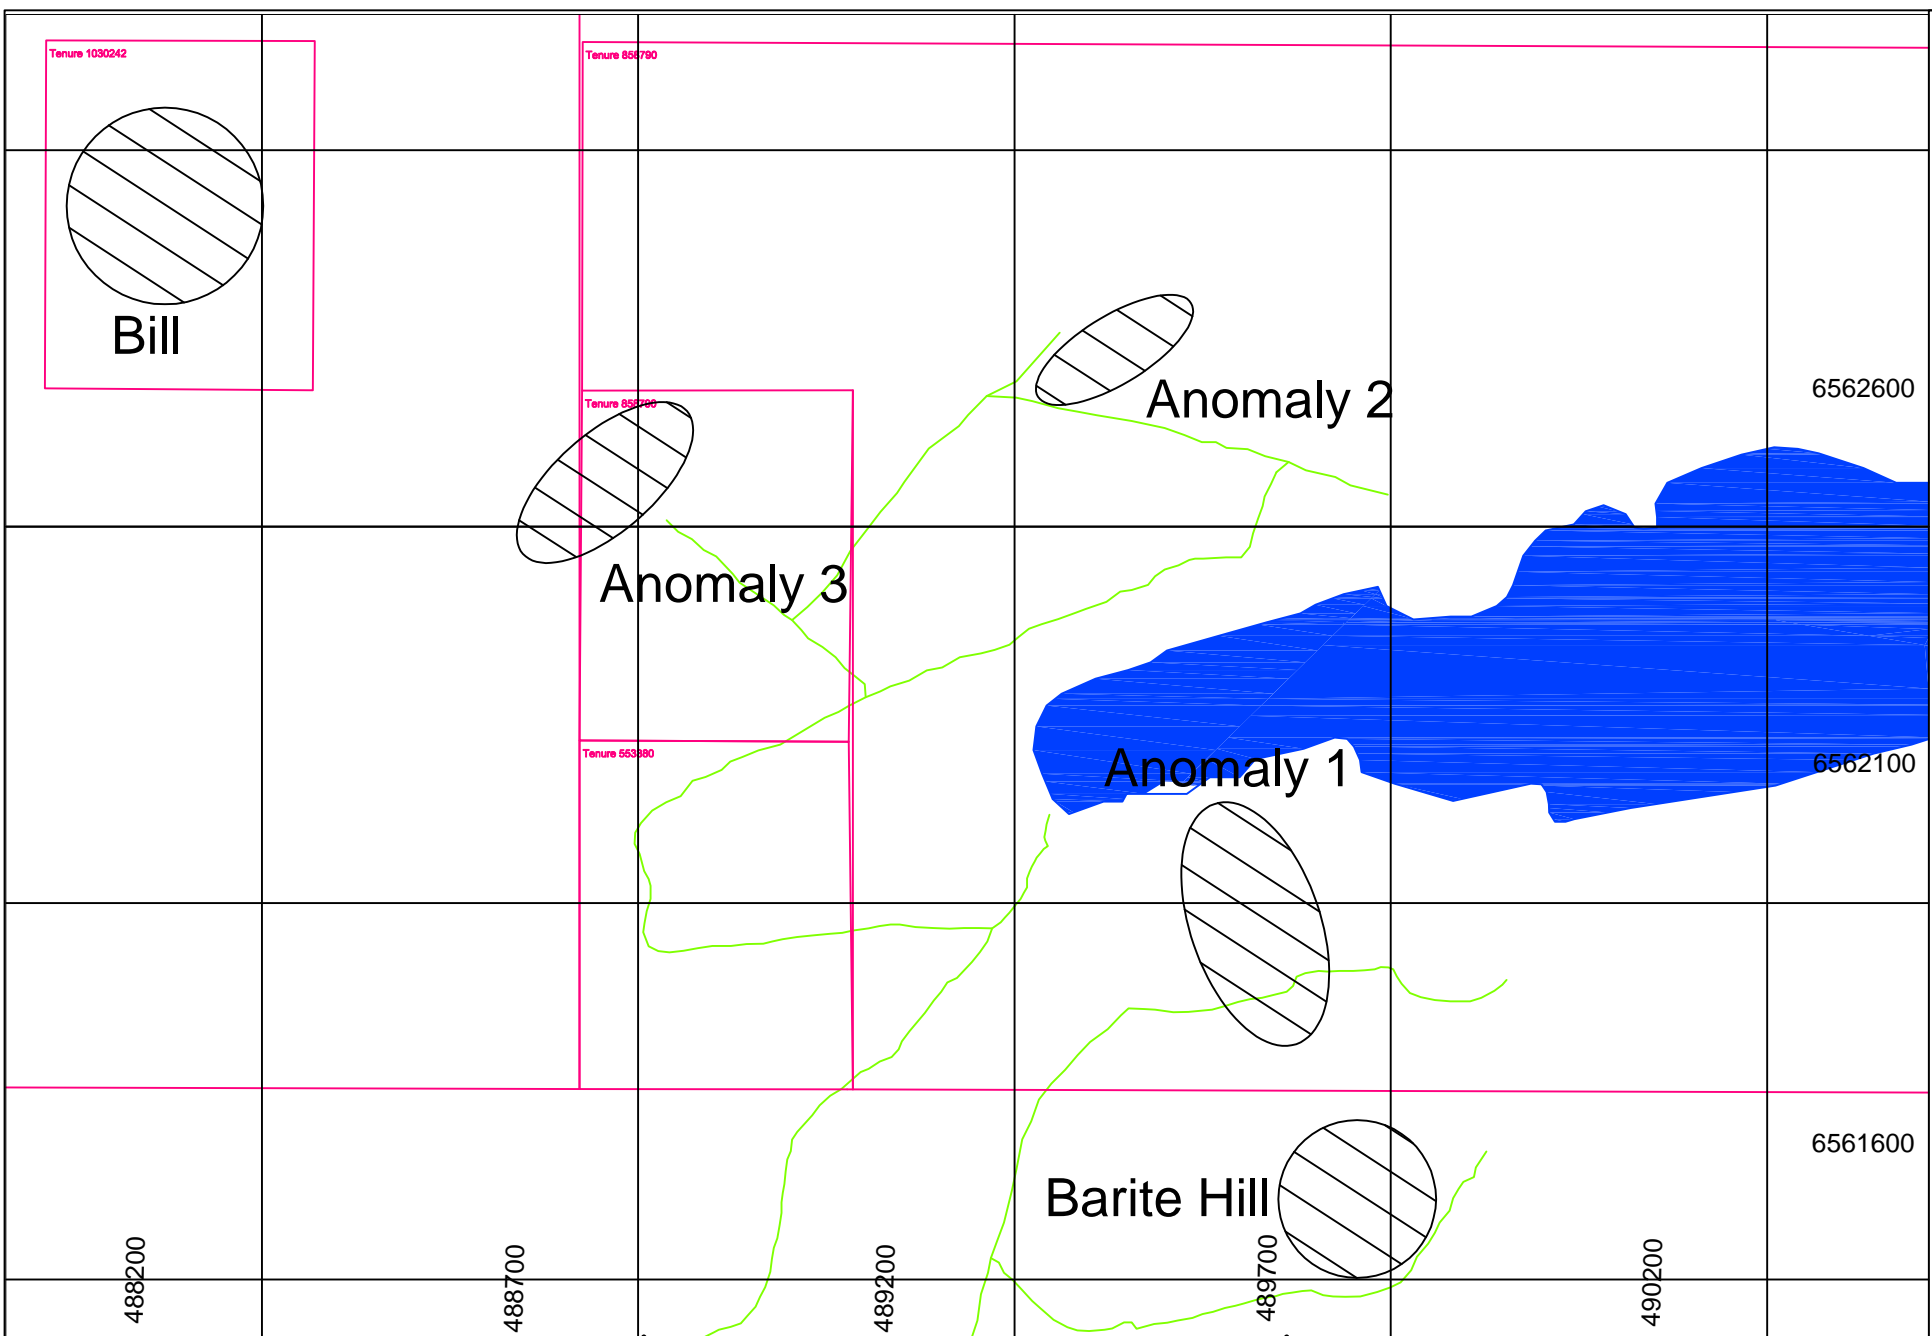 Tenure 1030242
Tenure 855790
Bill
Anomaly 2
6562600
Anomaly 3
Anomaly 1
6562100
6561600
Barite Hill
488200
488700
489200
489700
490200